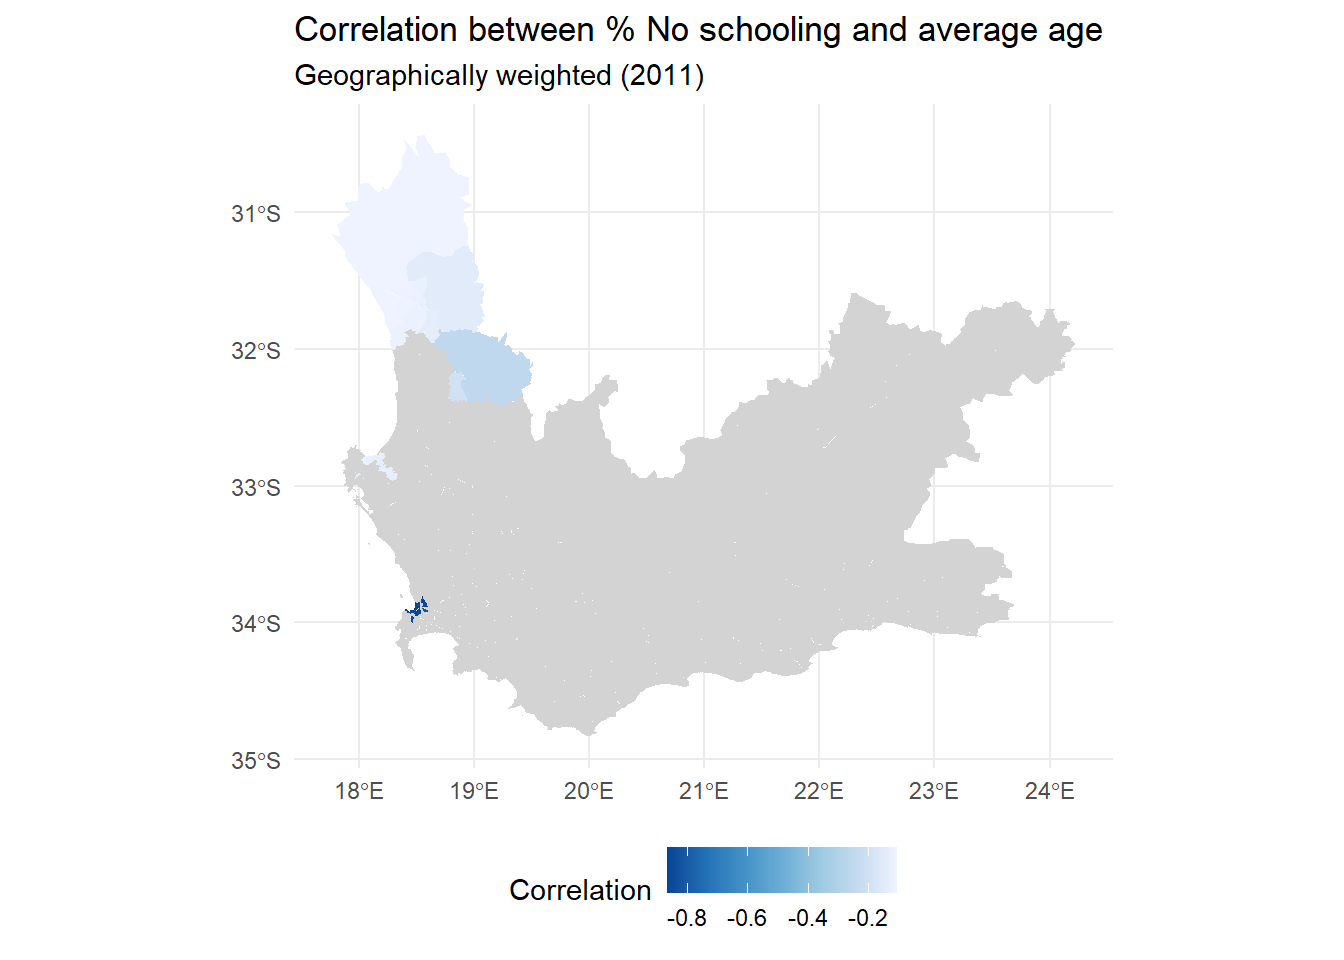 Correlation between % No schooling and average age
Geographically weighted (2011)
31°S
32°S
33°S
34°S
35°S
18°E 19°E 20°E 21°E 22°E 23°E 24°E
Correlation
-0.8 -0.6 -0.4 -0.2